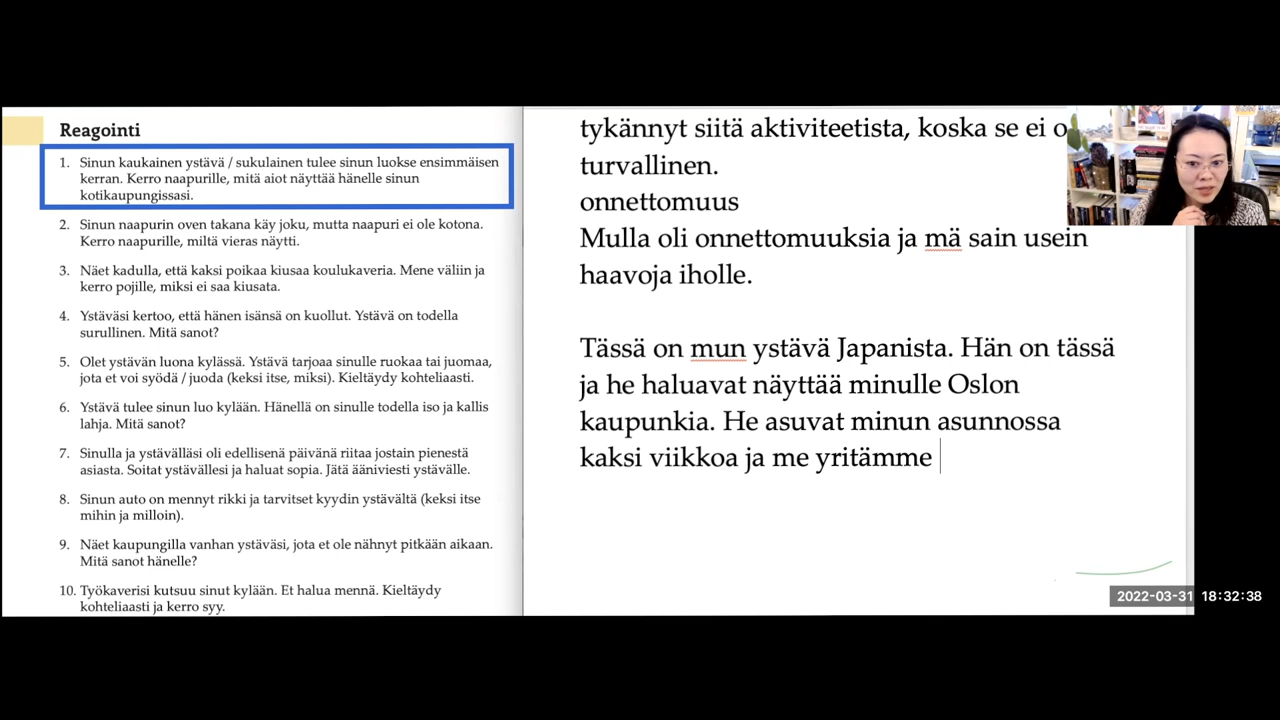 Reagointi
1. Sinun kaukainen ystävä / sukulainen tulee sinun luokse ensimmäisen
kerran. Kerro naapurille, mitä aiot näyttää hänelle sinun
kotikaupungissasi.
2. Sinun naapurin oven takana käy joku, mutta naapuri ei ole kotona.
Kerro naapurille, miltä vieras näytti.
3. Näet kadulla, että kaksi poikaa kiusaa koulukaveria. Mene väliin ja
kerro pojille, miksi ei saa kiusata.
4. Ystäväsi kertoo, että hänen isänsä on kuollut. Ystävä on todella
surullinen. Mitä sanot?
5. Olet ystävän luona kylässä. Ystävä tarjoaa sinulle ruokaa tai juomaa,
jota et voi syödä / juoda (keksi itse, miksi). Kieltäydy kohteliaasti.
6. Ystävä tulee sinun luo kylään. Hänellä on sinulle todella iso ja kallis
lahja. Mitä sanot?
7. Sinulla ja ystävälläsi oli edellisenä päivänä riitaa jostain pienestä
asiasta. Soitat ystävällesi ja haluat sopia. Jätä ääniviesti ystävälle.
8. Sinun auto on mennyt rikki ja tarvitset kyydin ystävältä (keksi itse
mihin ja milloin).
9. Näet kaupungilla vanhan ystäväsi, jota et ole nähnyt pitkään aikaan.
Mitä sanot hänelle?
10. Työkaverisi kutsuu sinut kylään. Et halua mennä. Kieltäydy
kohteliaasti ja kerro syy.
tykännyt siitä aktiviteetista, koska se ei o
turvallinen.
onnettomuus
Mulla oli onnettomuuksia ja mä sain usein
haavoja iholle.
Tässä on mun ystävä Japanista. Hän on tässä
ja he haluavat näyttää minulle Oslon
kaupunkia. He asuvat minun asunnossa
kaksi viikkoa ja me yritämme
2022-03-31 18:32:38